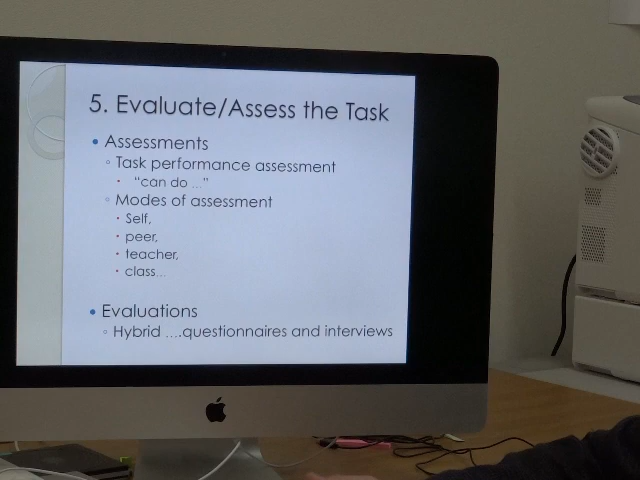 5. Evaluate/Assess the Task
Assessments
Task performance assessment
"can do ..."
Modes of assessment
Self,
peer,
teacher,
class...
Evaluations
Hybrid ....questionnaires and interviews